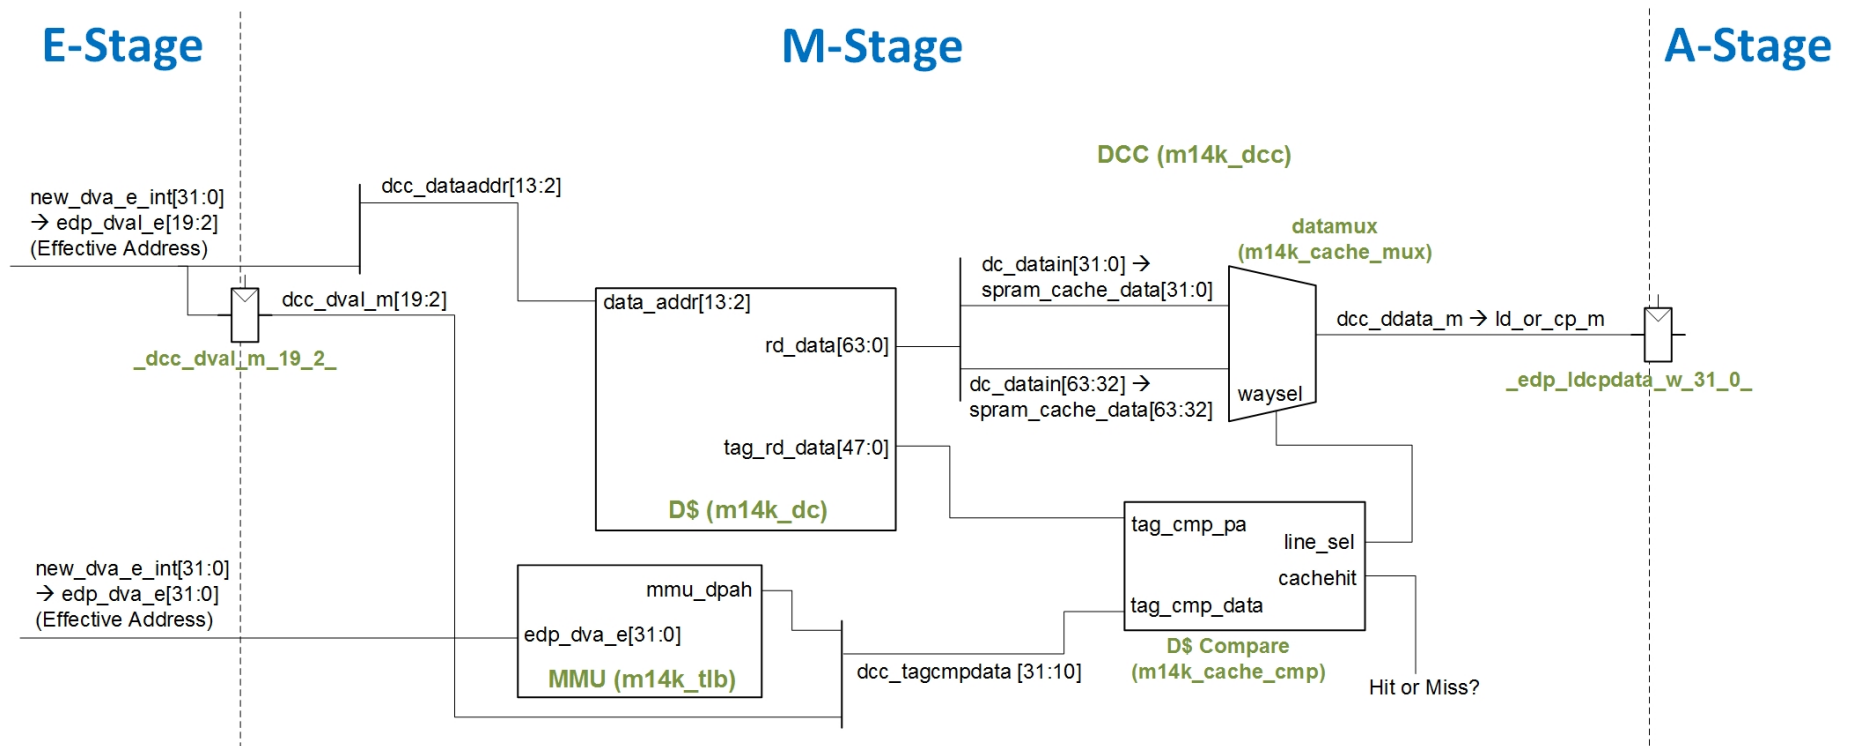 E-Stage
M-Stage
A-Stage
DCC (m14k_dcc)
dcc_dataaddr[13:2]
new_dva_e_int[31:0]
→ edp_dval_e[19:2]
(Effective Address)
datamux
(m14k_cache_mux)
dc_datain[31:0] →
spram_cache_data[31:0]
dcc_dval_m[19:2]
data_addr[13:2]
dcc_ddata_m → ld_or_cp_m
rd_data[63:0]
_dcc_dval_m_19_2_
dc_datain[63:32] →
spram_cache_data[63:32]
waysel
_edp_ldcpdata_w_31_0_
tag_rd_data[47:0]
D$ (m14k_dc)
tag_cmp_pa
line_sel
cachehit
tag_cmp_data
new_dva_e_int[31:0]
→ edp_dva_e[31:0]
(Effective Address)
mmu_dpah
edp_dva_e[31:0]
MMU (m14k_tlb)
dcc_tagcmpdata [31:10]
D$ Compare
(m14k_cache_cmp)
Hit or Miss?